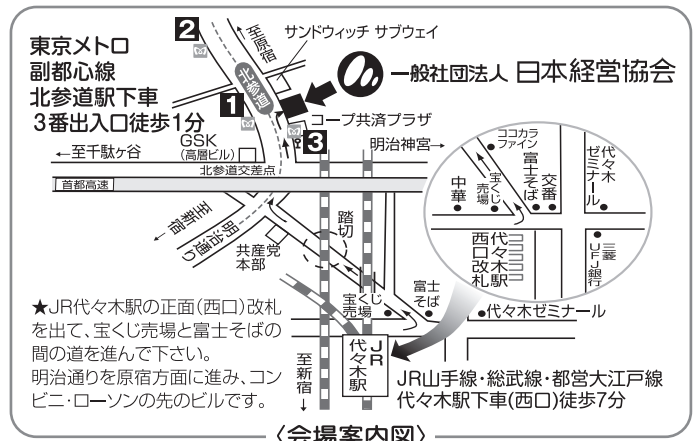 東京メトロ
副都心線
北参道駅下車
3番出入口徒歩1分
2
至原宿
サンドウィッチ サブウェイ
一般社団法人 日本経営協会
北参道
1
コープ共済プラザ
3
GSK
(高層ビル)
明治神宮→
←至千駄ヶ谷
北参道交差点
首都高速
至新宿
明治通り
共産党
本部
踏切
宝くじ
売場
富士
そば
代々木ゼミナール
JR
代々木駅
至新宿→
ココカラ
ファイン
中華
宝くじ
売場
富士そば
交番
代々木
ゼミナール
代々木駅
西口改札
三菱
UFJ銀行
★JR代々木駅の正面(西口)改札
を出て、宝くじ売場と富士そばの
間の道を進んで下さい。
明治通りを原宿方面に進み、コン
ビニ・ローソンの先のビルです。
JR山手線・総武線・都営大江戸線
代々木駅下車(西口)徒歩7分
〈会場案内図〉